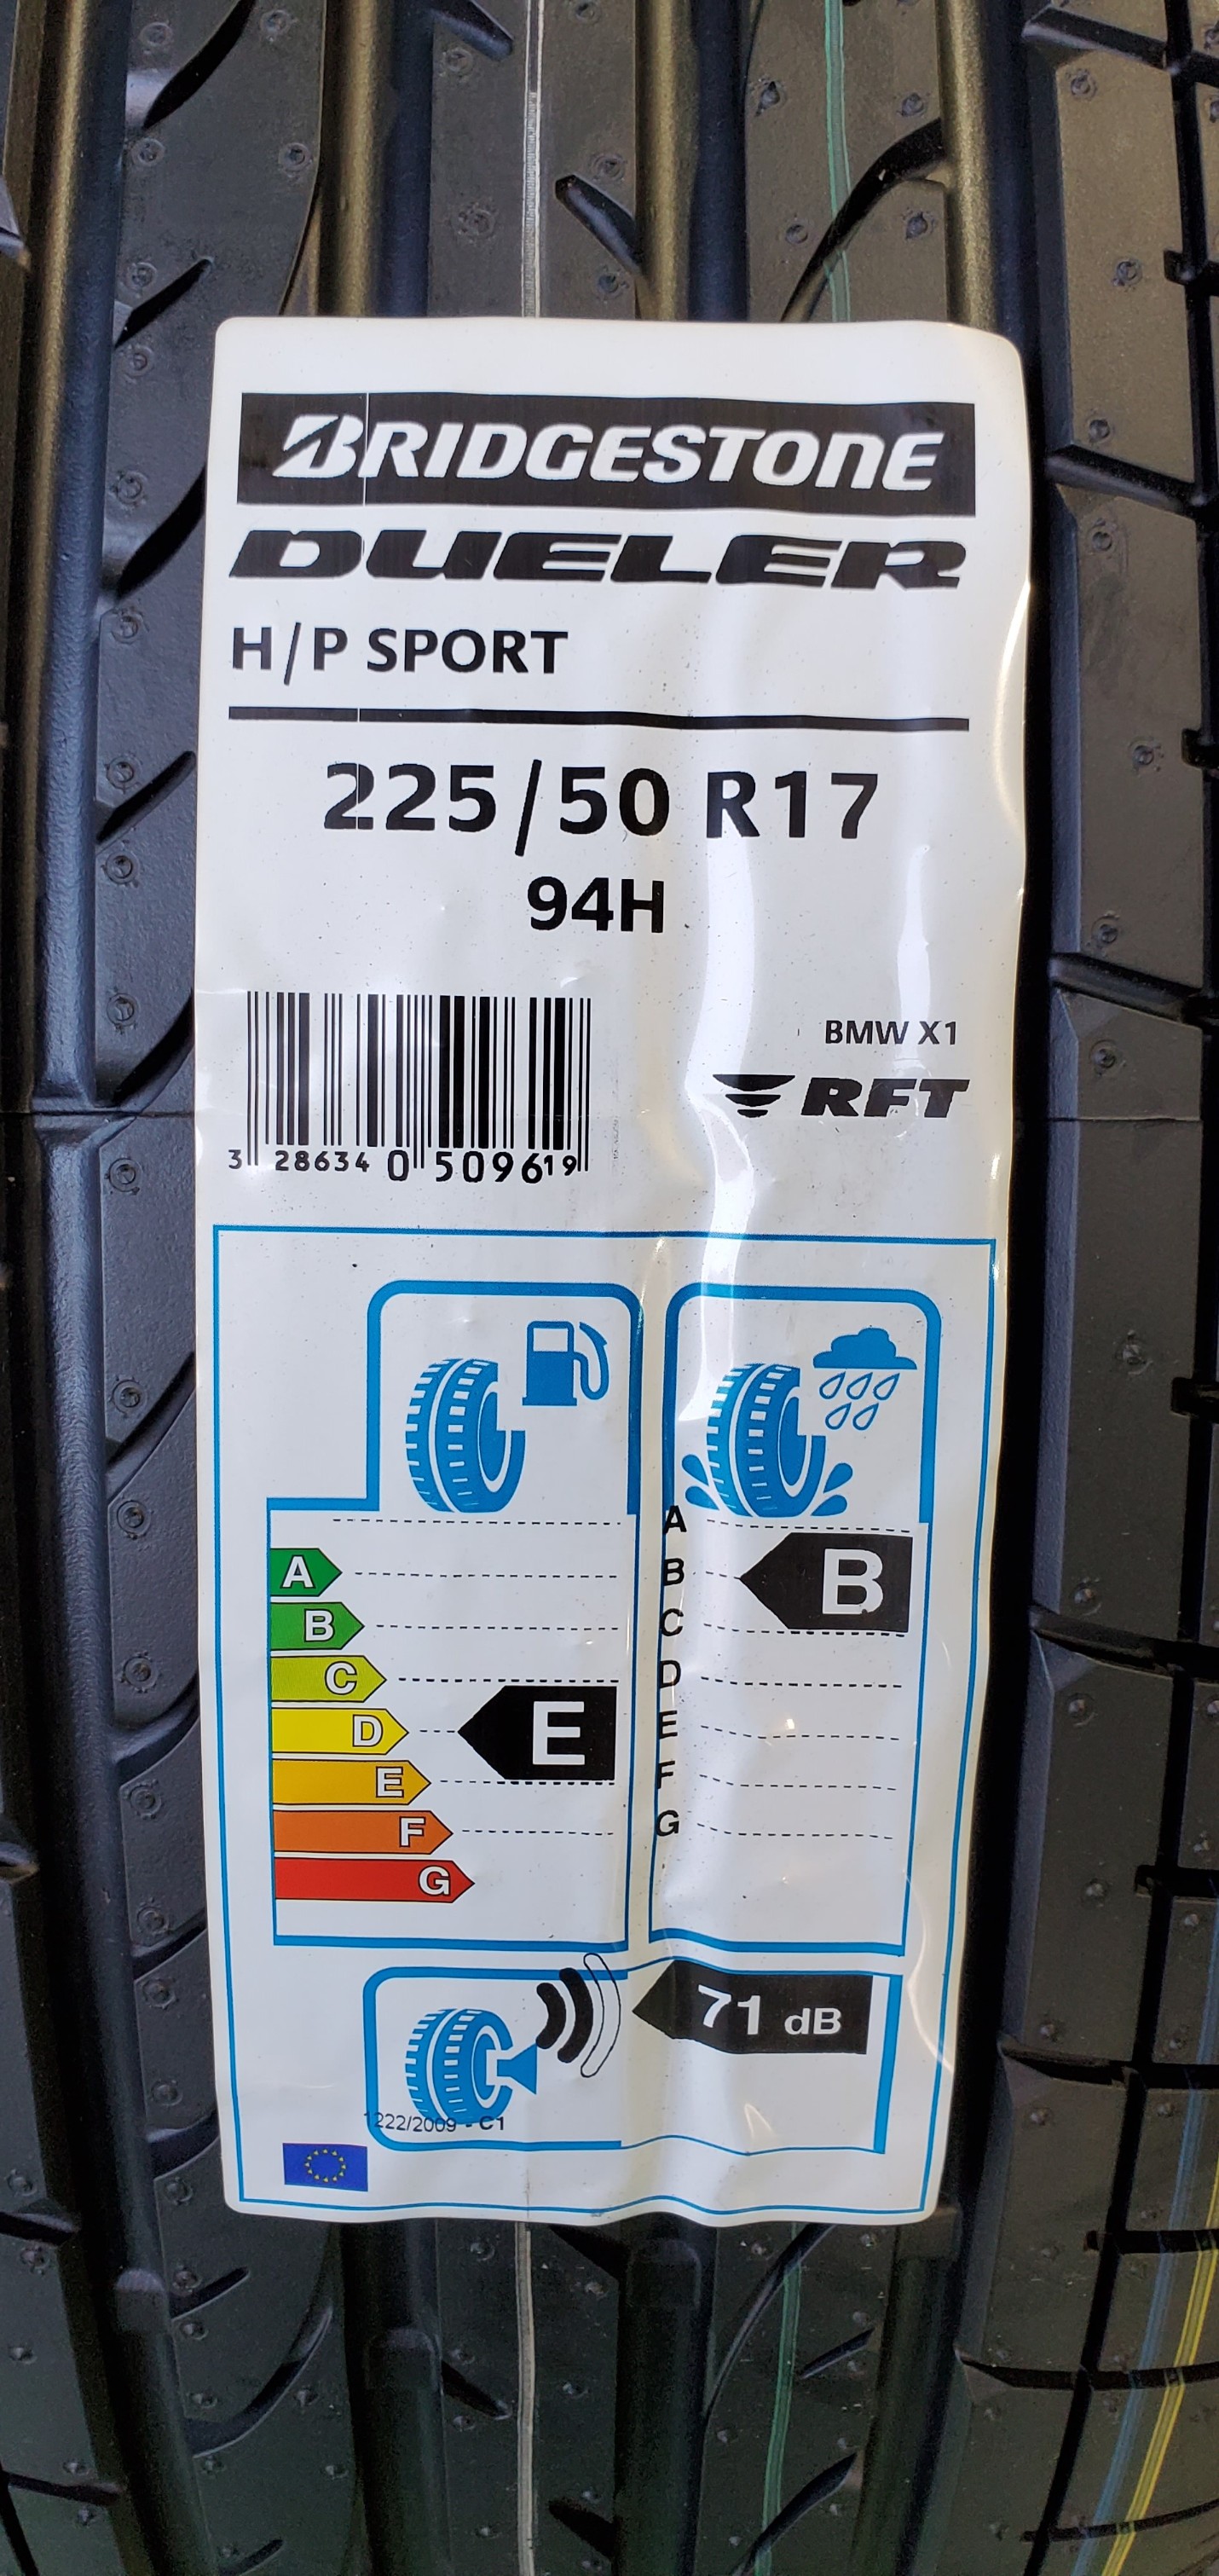 BRIDGESTONE
DUELER
H/P SPORT
225/50 R17
94H
BMW X1
RFT
3 286340 509619
A
A
B
B
B
C
C
D
D
E
E
E
F
F
G
G
71 dB
1222/2009 - C1